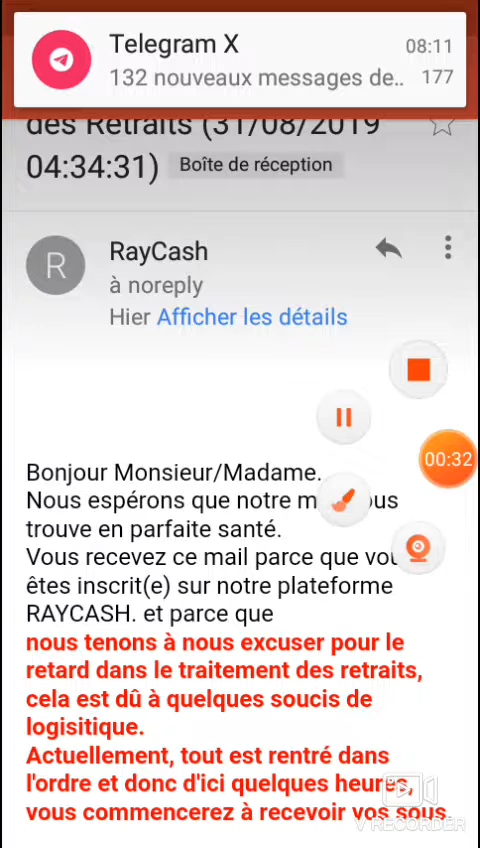 Telegram X
08:11
132 nouveaux messages de..
177
des Retraits (31/08/2019
04:34:31)
Boîte de réception
R
RayCash
à noreply
Hier Afficher les détails
00:32
Bonjour Monsieur/Madame.
Nous espérons que notre
trouve en parfaite santé.
Vous recevez ce mail parce que
êtes inscrit(e) sur notre plateforme
RAYCASH. et parce que
nous tenons à nous excuser pour le
retard dans le traitement des retraits,
cela est dû à quelques soucis de
logisitique.
Actuellement, tout est rentré dans
l'ordre et donc d'ici quelques heures,
vous commencerez à recevoir vos sous.
V RECORDER